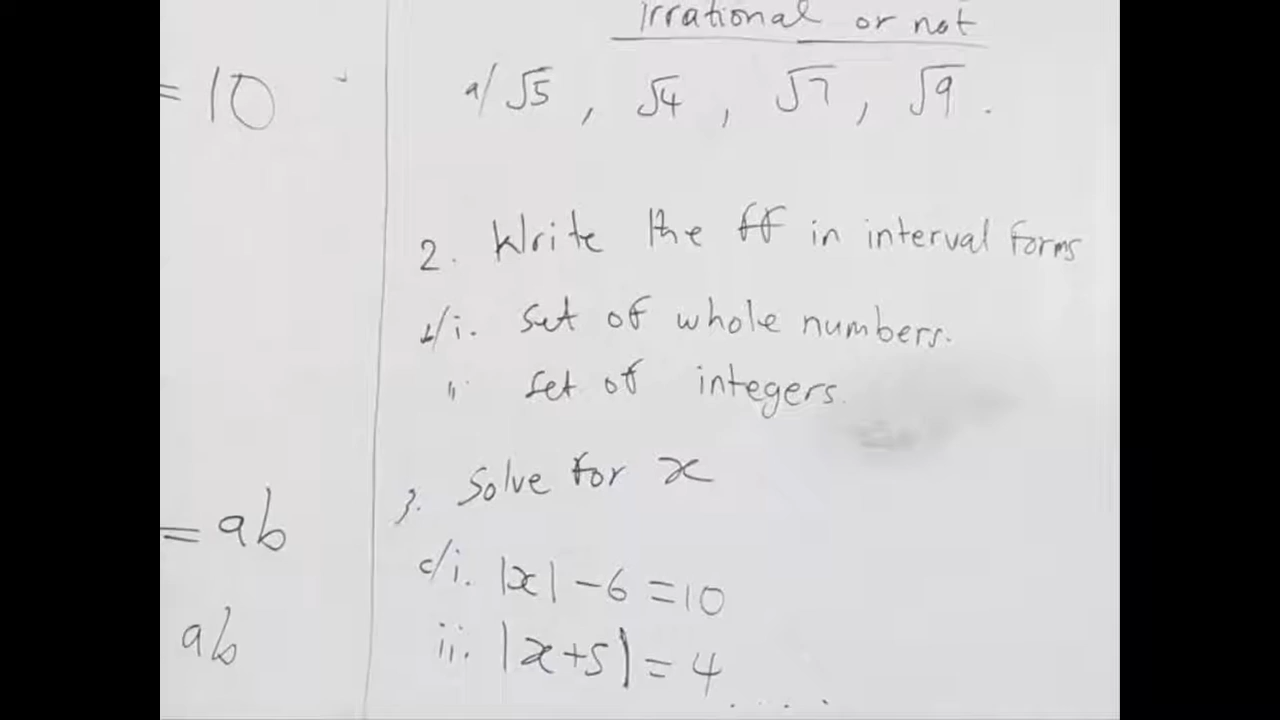 irrational or not
= 10
a/ √5 , √4 , √7 , √9 .
2. Write the ff in interval forms
b/i. set of whole numbers.
ii set of integers.
3. Solve for x
= ab
c/i. |x| - 6 = 10
ab
ii. |x+5| = 4